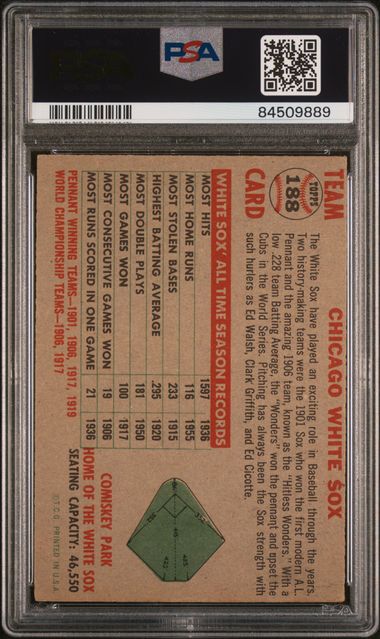 PSA
84509889
TEAM
CARD
TOPPS
188
CHICAGO WHITE SOX
The White Sox have played an exciting role in Baseball through the years.
Two history-making teams were the 1901 Sox who won the first modern A.L.
Pennant and the amazing 1906 team, known as the "Hitless Wonders." With a
low .228 team Batting Average, the "Wonders" won the pennant and upset the
Cubs in the World Series. Pitching has always been the Sox strength with
such hurlers as Ed Walsh, Clark Griffith, and Ed Cicotte.
WHITE SOX' ALL TIME SEASON RECORDS
MOST HITS 1597 1936
MOST HOME RUNS 116 1955
MOST STOLEN BASES 233 1915
HIGHEST BATTING AVERAGE .295 1920
MOST DOUBLE PLAYS 181 1950
MOST GAMES WON 100 1917
MOST CONSECUTIVE GAMES WON 19 1906
MOST RUNS SCORED IN ONE GAME 21 1936
PENNANT WINNING TEAMS—1901, 1906, 1917, 1919
WORLD CHAMPIONSHIP TEAMS—1906, 1917
COMISKEY PARK
HOME OF THE WHITE SOX
SEATING CAPACITY: 46,550
©T.C.G. PRINTED IN U.S.A.